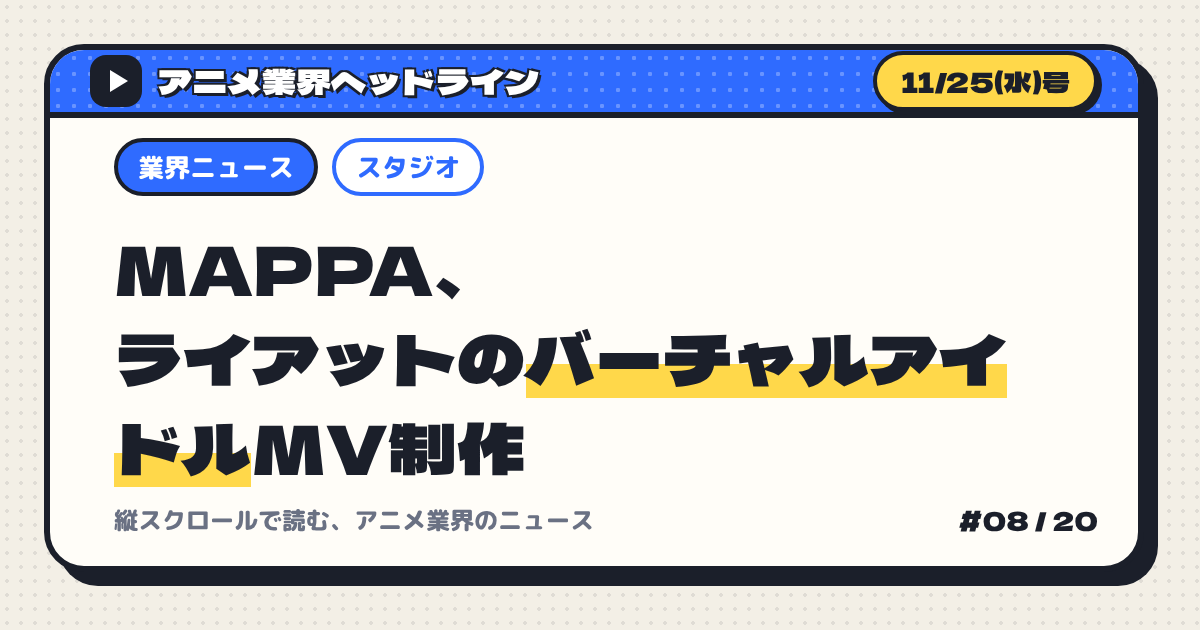 アニメ業界ヘッドライン
11/25(水)号
業界ニュース
スタジオ
MAPPA、
ライアットのバーチャルアイ
ドルMV制作
縦スクロールで読む、アニメ業界のニュース
#08 / 20